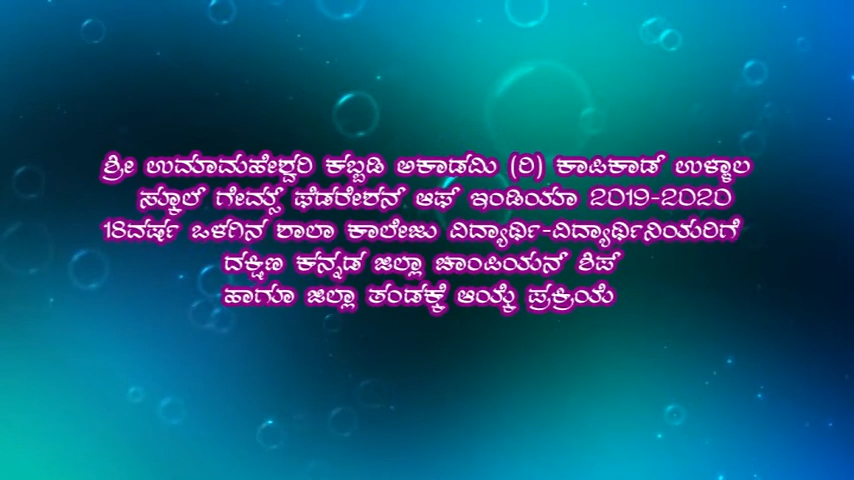 ಶ್ರೀ ಉಮಾಮಹೇಶ್ವರಿ ಕಬ್ಬಡಿ ಅಕಾಡಮಿ (ರಿ) ಕಾಪಿಕಾಡ್ ಉಳ್ಳಾಲ
ಸ್ಕೂಲ್ ಗೇಮ್ಸ್ ಫೆಡರೇಶನ್ ಆಫ್ ಇಂಡಿಯಾ 2019-2020
18ವರ್ಷ ಒಳಗಿನ ಶಾಲಾ ಕಾಲೇಜು ವಿದ್ಯಾರ್ಥಿ-ವಿದ್ಯಾರ್ಥಿನಿಯರಿಗೆ
ದಕ್ಷಿಣ ಕನ್ನಡ ಜಿಲ್ಲಾ ಚಾಂಪಿಯನ್ ಶಿಪ್
ಹಾಗೂ ಜಿಲ್ಲಾ ತಂಡಕ್ಕೆ ಆಯ್ಕೆ ಪ್ರಕ್ರಿಯೆ